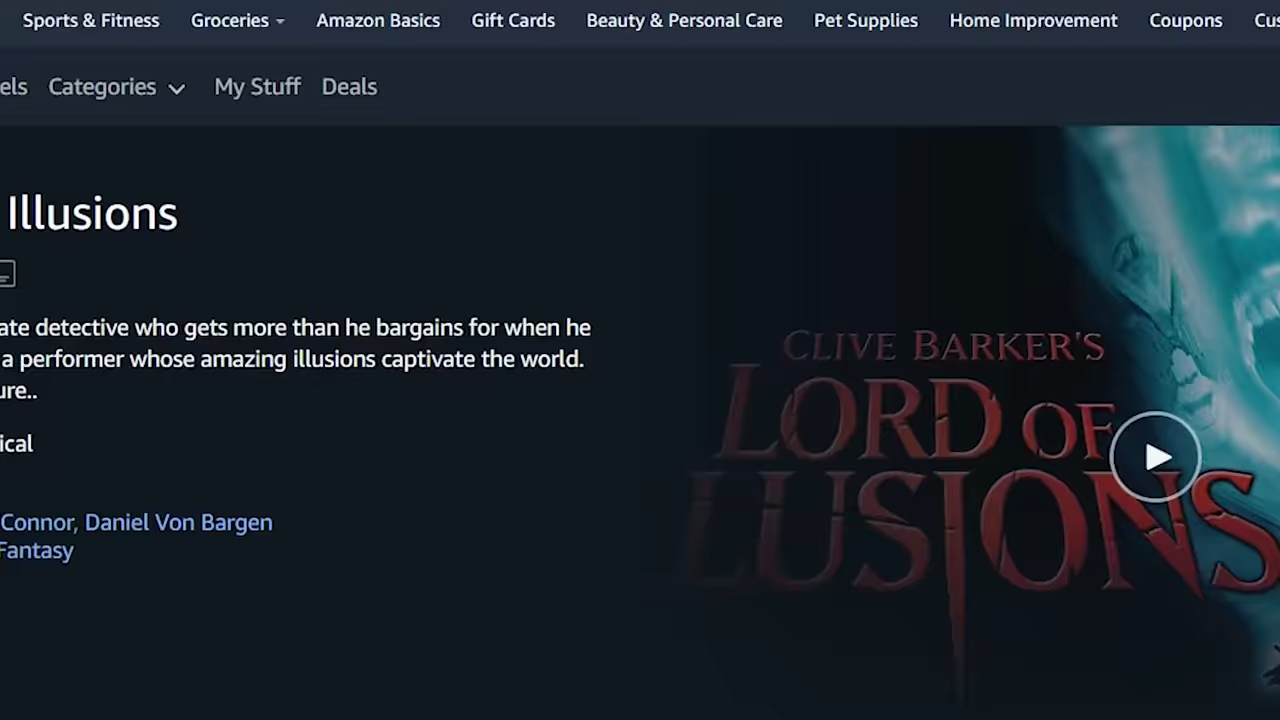 Sports & Fitness Groceries Amazon Basics Gift Cards Beauty & Personal Care Pet Supplies Home Improvement Coupons Cus
els Categories My Stuff Deals
Illusions
ate detective who gets more than he bargains for when he
a performer whose amazing illusions captivate the world.
ure..
ical
Connor, Daniel Von Bargen
Fantasy
CLIVE BARKER'S
LORD OF
LLUSIONS